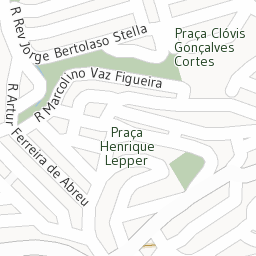 R Rev Jorge Bertolaso Stella
Praça Clóvis
Gonçalves
Cortes
R Marcolino Vaz Figueira
R Artur Ferreira de Abreu
Praça
Henrique
Lepper